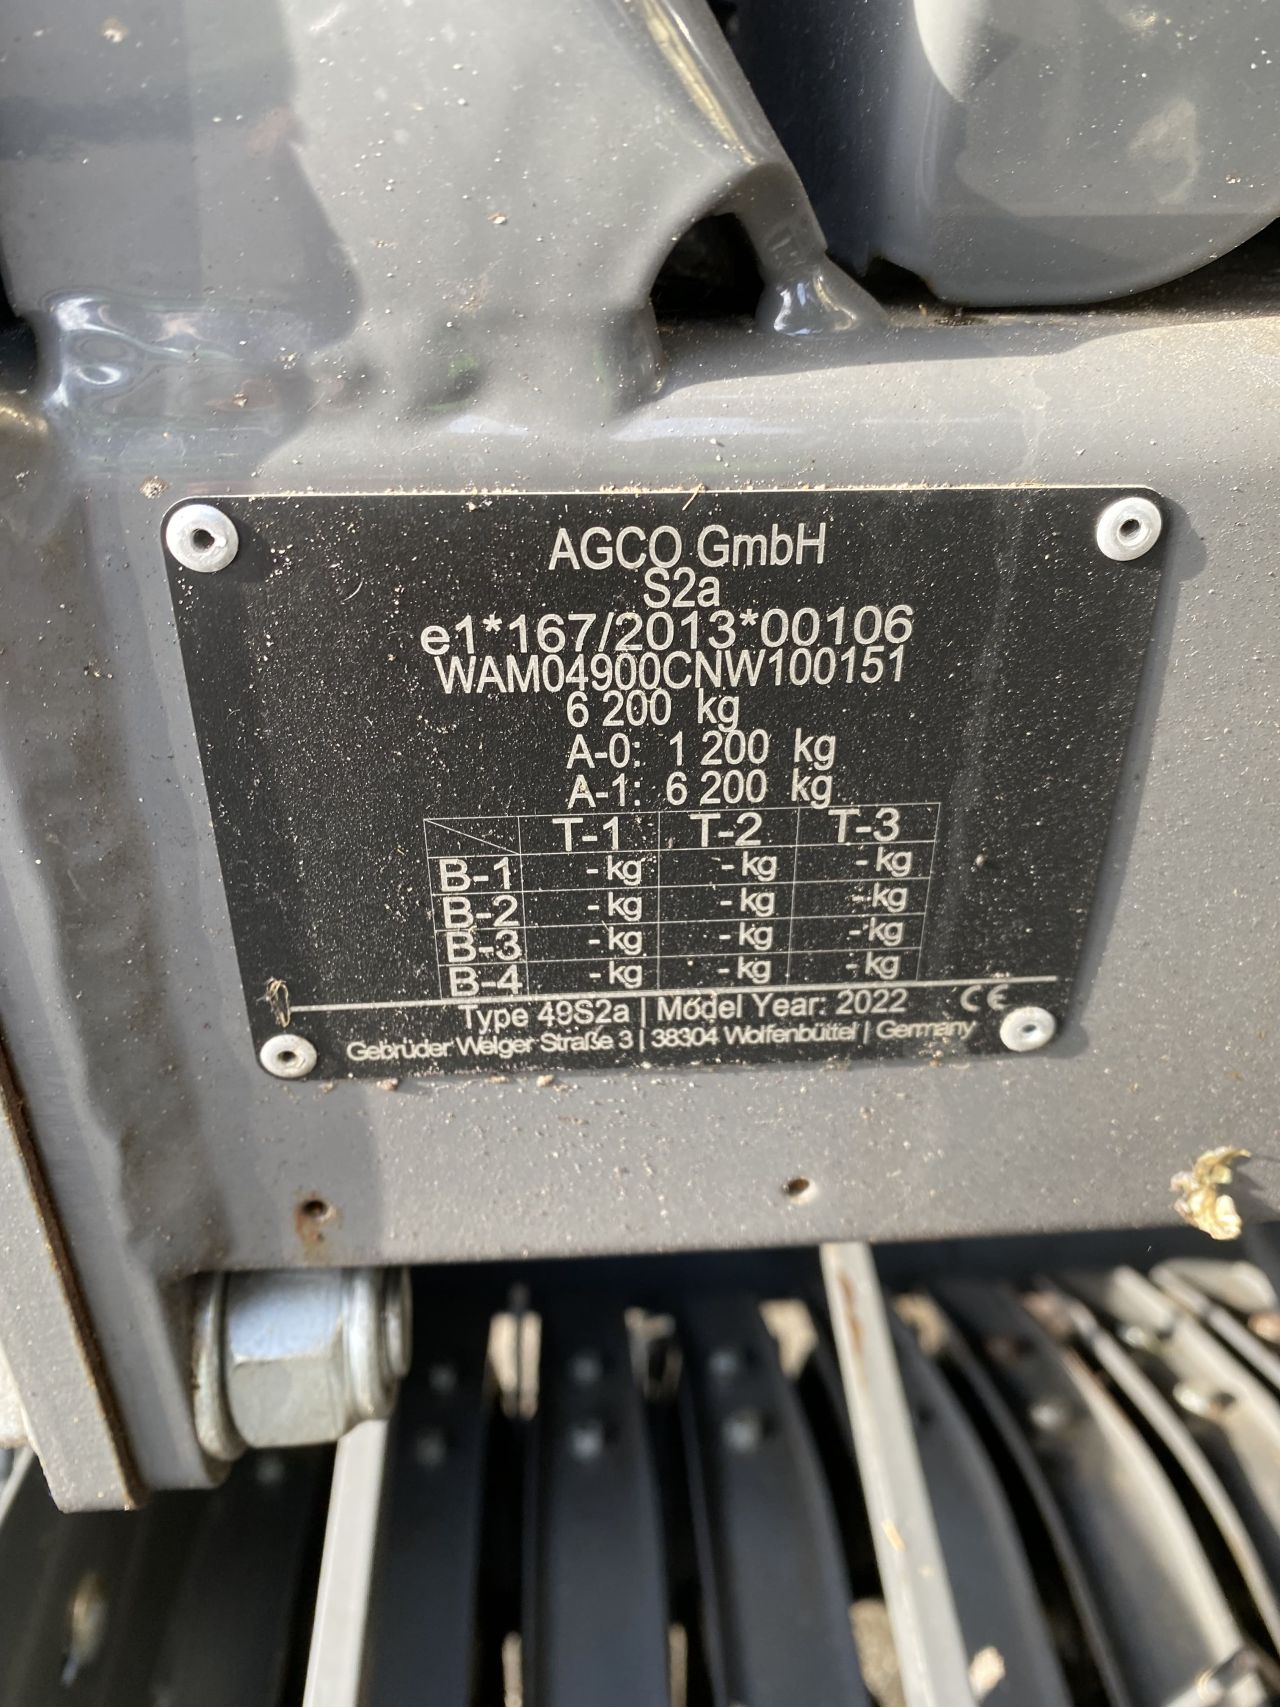 AGCO GmbH
S2a
e1*167/2013*00106
WAM04900CNW100151
6 200 kg
A-0: 1 200 kg
A-1: 6 200 kg
T-1 T-2 T-3
B-1 - kg - kg - kg
B-2 - kg - kg - kg
B-3 - kg - kg - kg
B-4 - kg - kg - kg
Type 49S2a | Model Year: 2022 CE
Gebrüder Welger Straße 3 | 38304 Wolfenbüttel | Germany